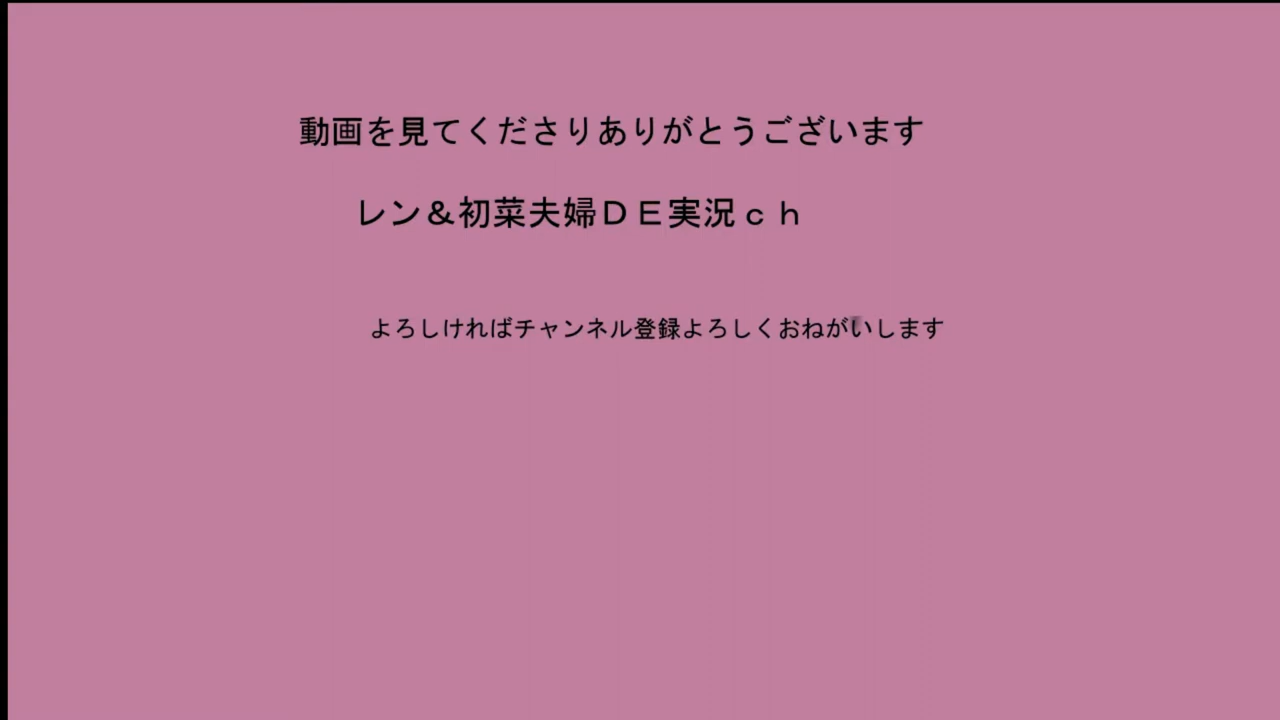 動画を見てくださりありがとうございます
レン＆初菜夫婦ＤＥ実況ｃｈ
よろしければチャンネル登録よろしくおねがいします